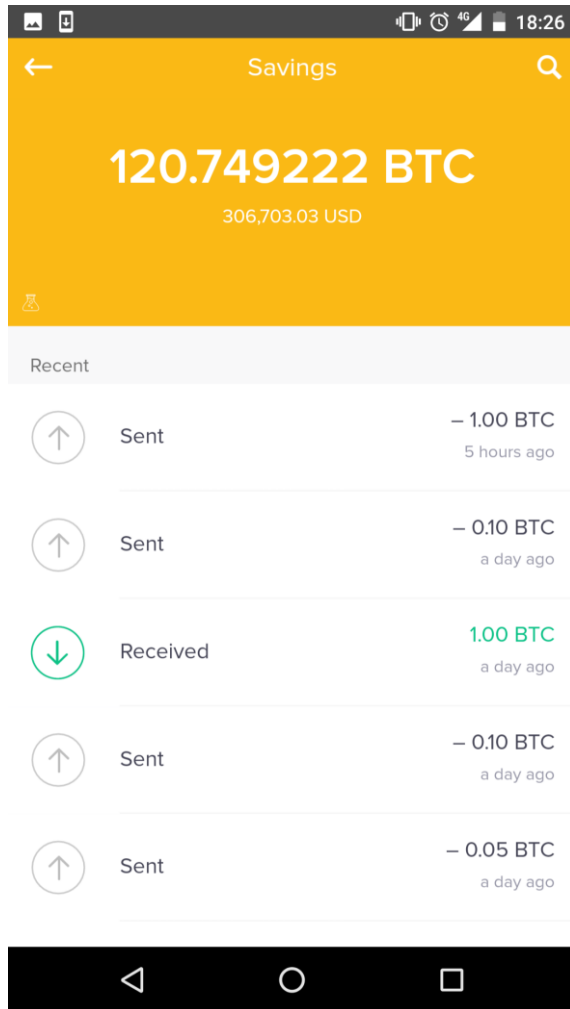 4G 18:26
Savings
120.749222 BTC
306,703.03 USD
Recent
Sent – 1.00 BTC
5 hours ago
Sent – 0.10 BTC
a day ago
Received 1.00 BTC
a day ago
Sent – 0.10 BTC
a day ago
Sent – 0.05 BTC
a day ago